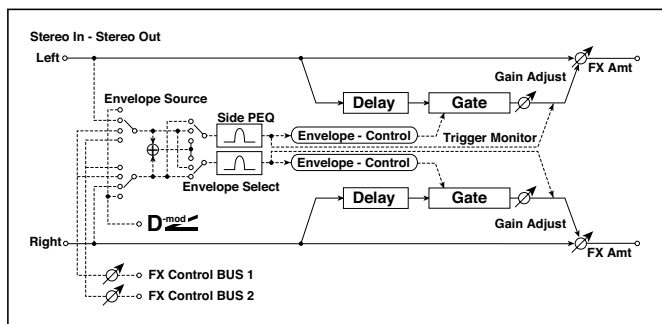 Stereo In - Stereo Out
Left
FX Amt
Gain Adjust
Envelope Source
Side PEQ
Delay
Gate
Envelope - Control
Trigger Monitor
Envelope - Control
Envelope Select
D-mod
Delay
Gate
Gain Adjust
Right
FX Amt
FX Control BUS 1
FX Control BUS 2